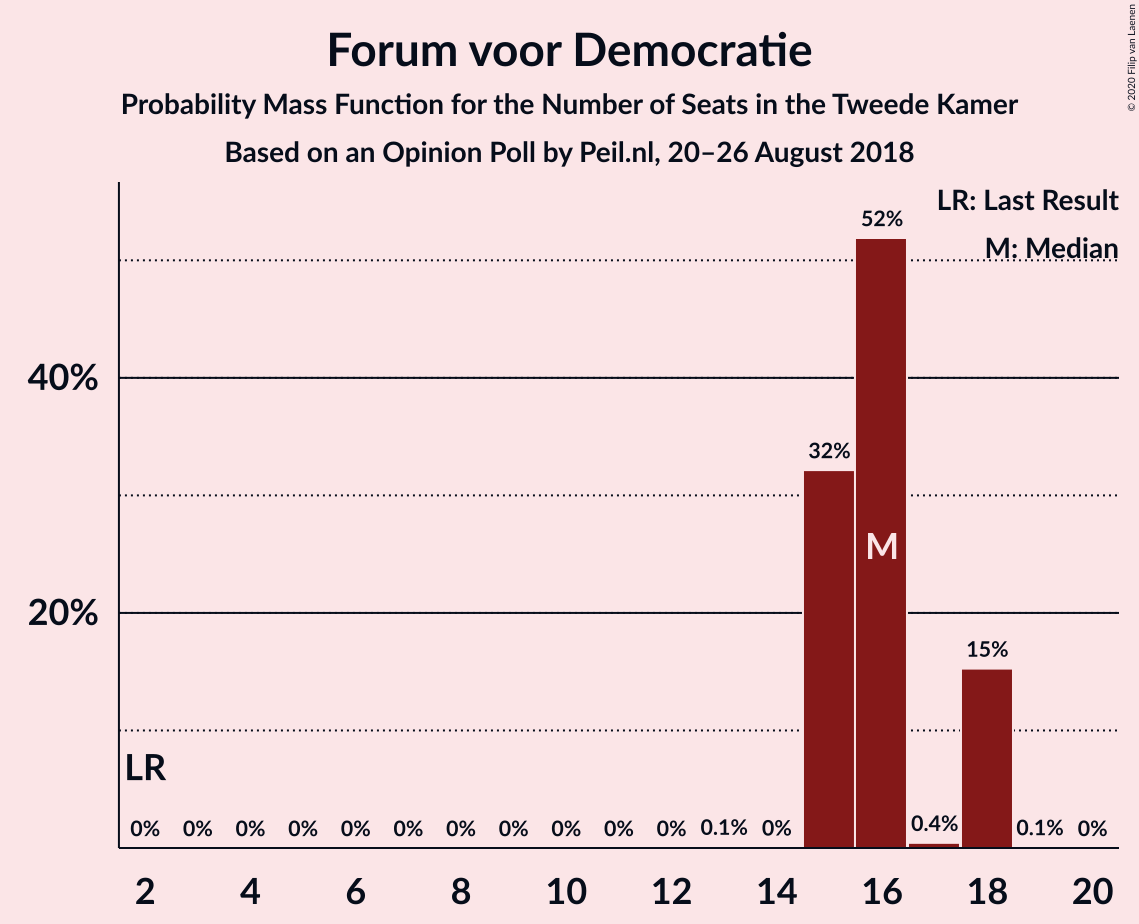 Forum voor Democratie
Probability Mass Function for the Number of Seats in the Tweede Kamer
Based on an Opinion Poll by Peil.nl, 20–26 August 2018
© 2020 Filip van Laenen
LR: Last Result
M: Median
52%
40%
32%
M
20%
15%
LR
0% 0% 0% 0% 0% 0% 0% 0% 0% 0% 0% 0.1% 0% 0.4% 0.1% 0%
2 4 6 8 10 12 14 16 18 20